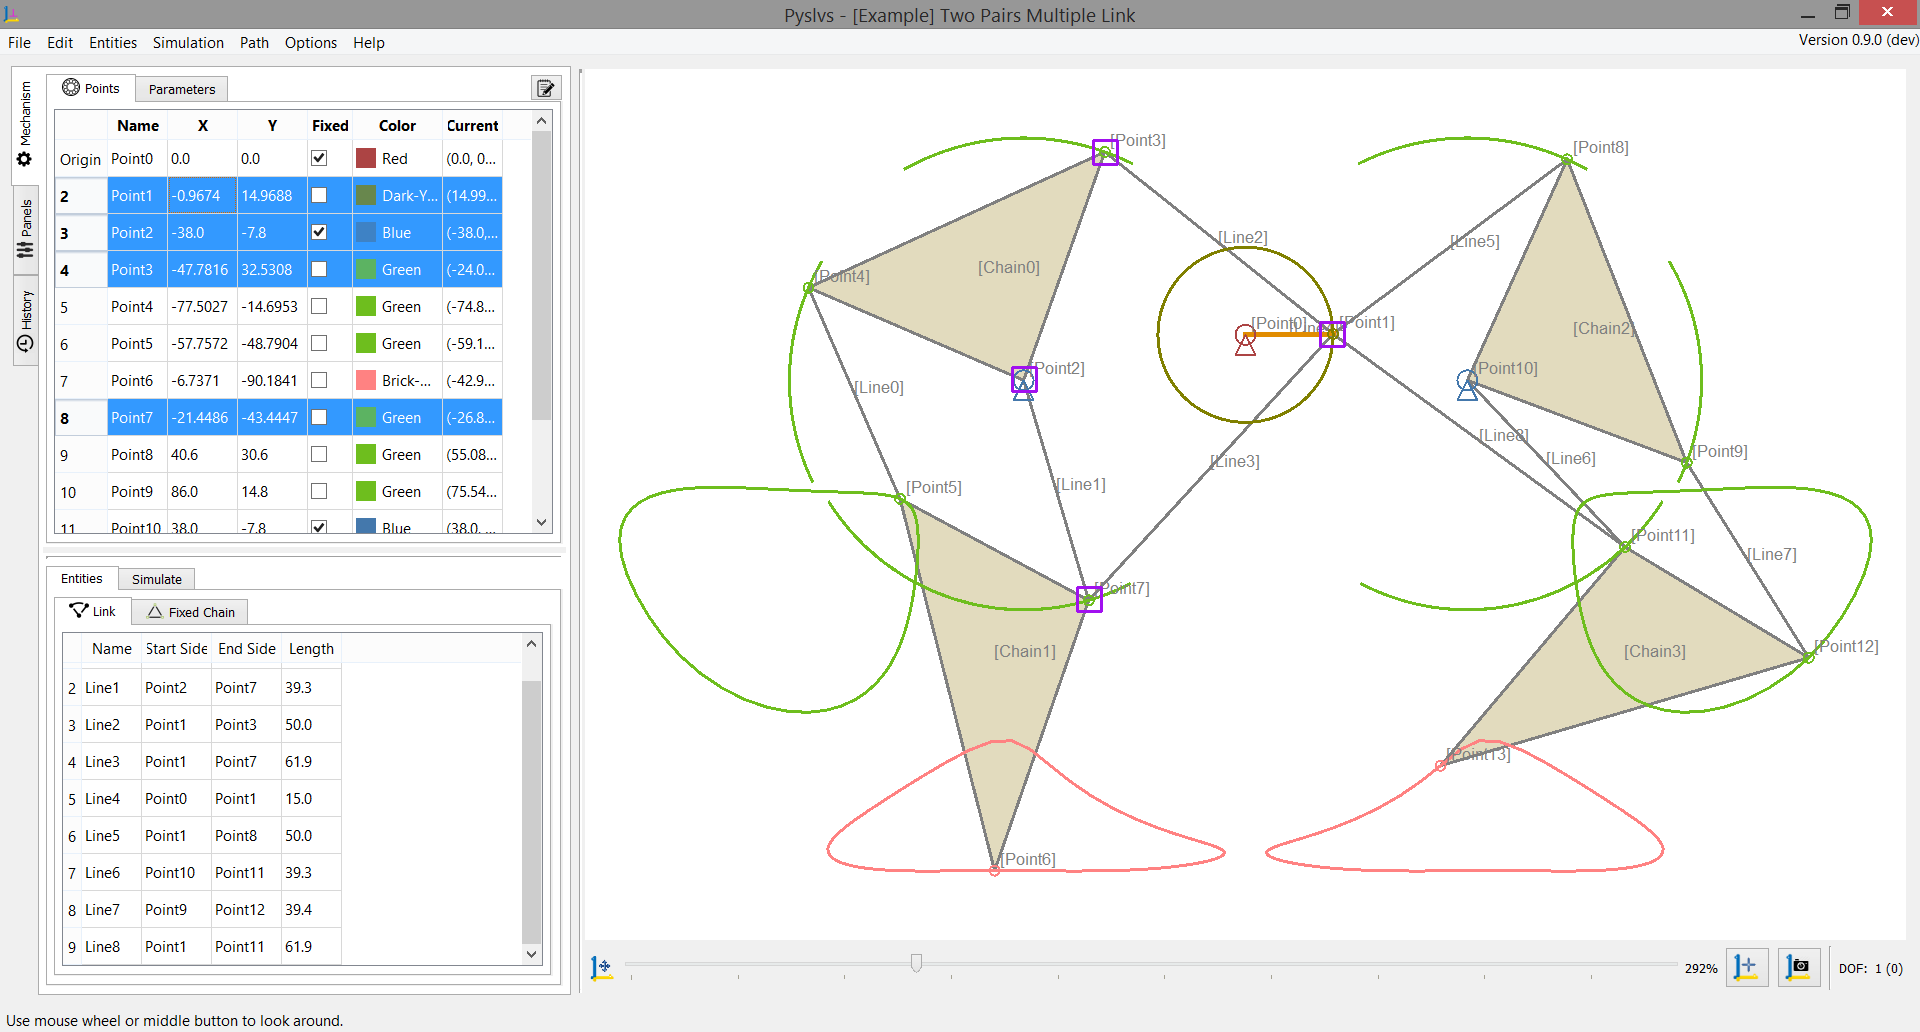 Pyslvs - [Example] Two Pairs Multiple Link
File Edit Entities Simulation Path Options Help
Version 0.9.0 (dev)
Mechanism
Panels
History
Points Parameters
Name X Y Fixed Color Current
Origin Point0 0.0 0.0 Red (0.0, 0...
2 Point1 -0.9674 14.9688 Dark-Y... (14.99...
3 Point2 -38.0 -7.8 Blue (-38.0,...
4 Point3 -47.7816 32.5308 Green (-24.0...
5 Point4 -77.5027 -14.6953 Green (-74.8...
6 Point5 -57.7572 -48.7904 Green (-59.1...
7 Point6 -6.7371 -90.1841 Brick-... (-42.9...
8 Point7 -21.4486 -43.4447 Green (-26.8...
9 Point8 40.6 30.6 Green (55.08...
10 Point9 86.0 14.8 Green (75.54...
11 Point10 38.0 -7.8 Blue (38.0, ...
Entities Simulate
Link Fixed Chain
Name Start Side End Side Length
2 Line1 Point2 Point7 39.3
3 Line2 Point1 Point3 50.0
4 Line3 Point1 Point7 61.9
5 Line4 Point0 Point1 15.0
6 Line5 Point1 Point8 50.0
7 Line6 Point10 Point11 39.3
8 Line7 Point9 Point12 39.4
9 Line8 Point1 Point11 61.9
[Point3]
[Point8]
[Line2]
[Line5]
[Chain0]
[Point4]
[Point0]
[Point1]
[Chain2]
[Point2]
[Point10]
[Line0]
[Line8]
[Point9]
[Line3]
[Line6]
[Line1]
[Point5]
[Point11]
[Line7]
[Point7]
[Point12]
[Chain1]
[Chain3]
[Point13]
[Point6]
292%
DOF: 1 (0)
Use mouse wheel or middle button to look around.